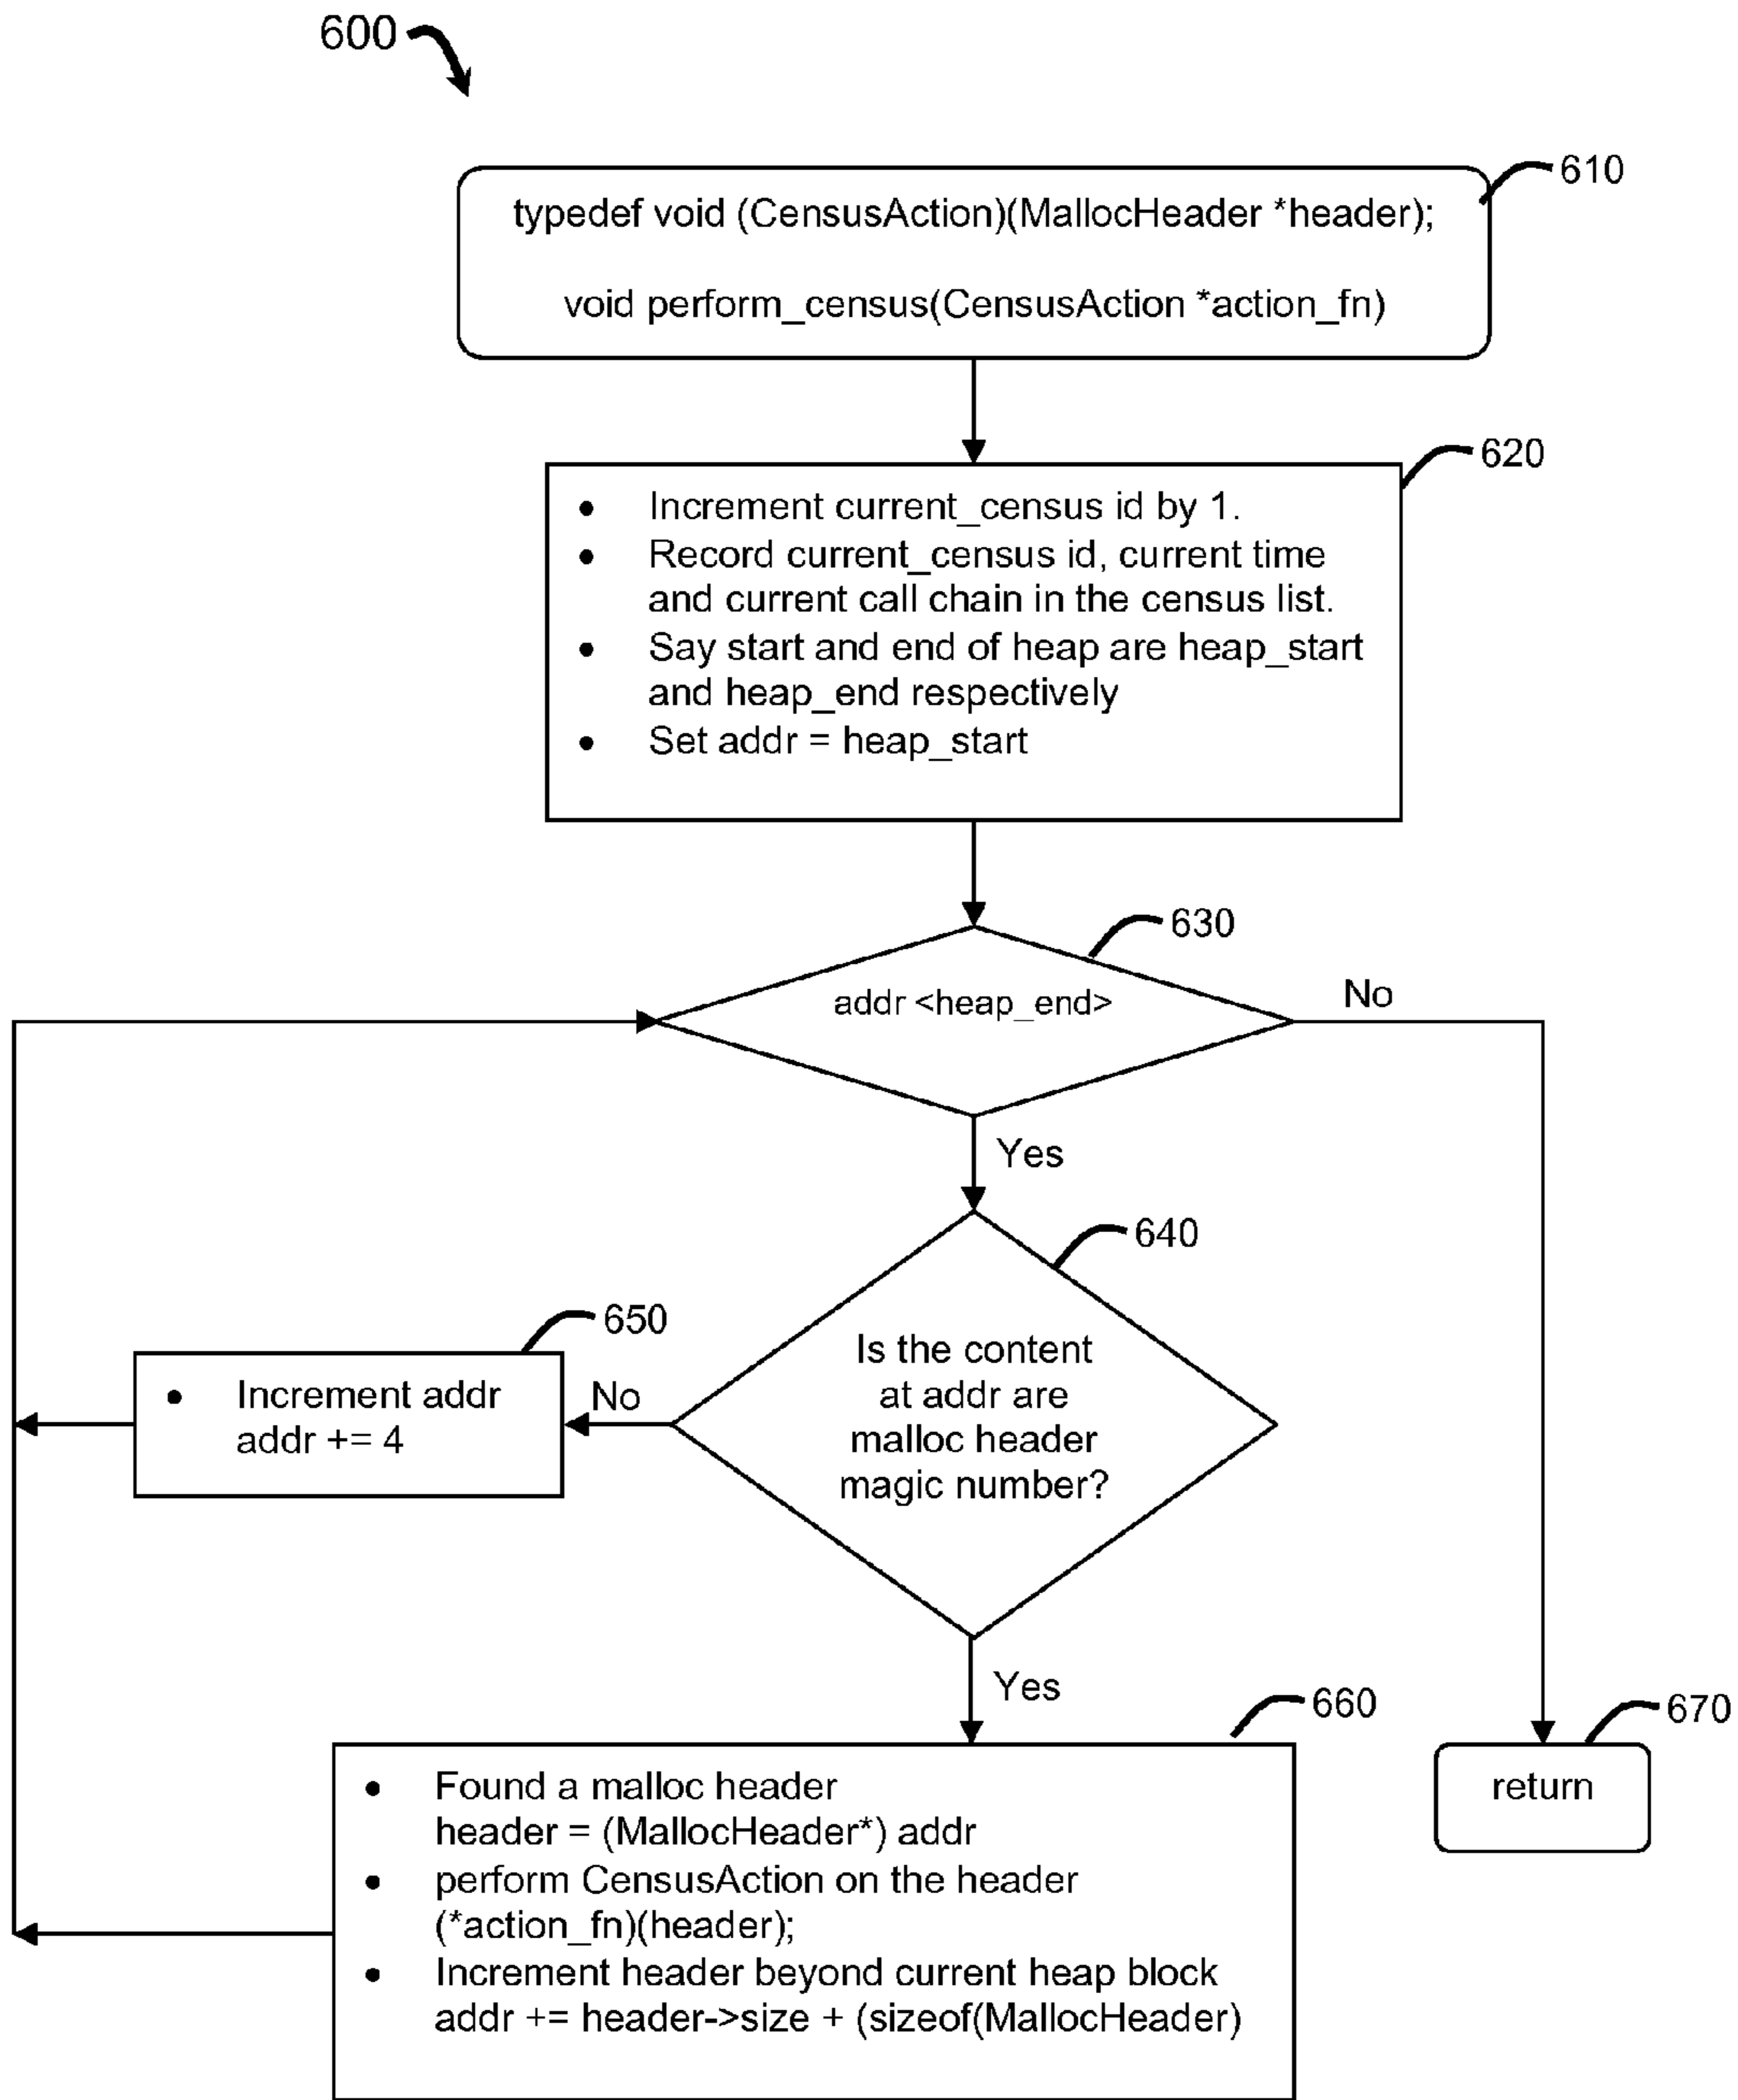 600
610
typedef void (CensusAction)(MallocHeader *header);
void perform_census(CensusAction *action_fn)
620
• Increment current_census id by 1.
• Record current_census id, current time
and current call chain in the census list.
• Say start and end of heap are heap_start
and heap_end respectively
• Set addr = heap_start
630
addr <heap_end>
No
Yes
640
Is the content
at addr are
malloc header
magic number?
No
650
• Increment addr
addr += 4
Yes
660
• Found a malloc header
header = (MallocHeader*) addr
• perform CensusAction on the header
(*action_fn)(header);
• Increment header beyond current heap block
addr += header->size + (sizeof(MallocHeader)
670
return